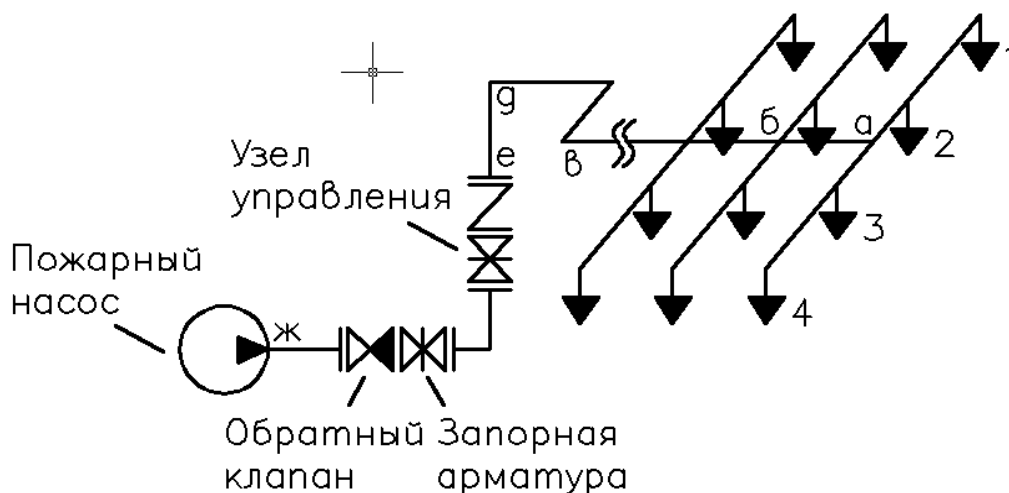 1
б
а
2
д
в
е
Узел
управления
3
Пожарный
насос
4
ж
Обратный
клапан
Запорная
арматура